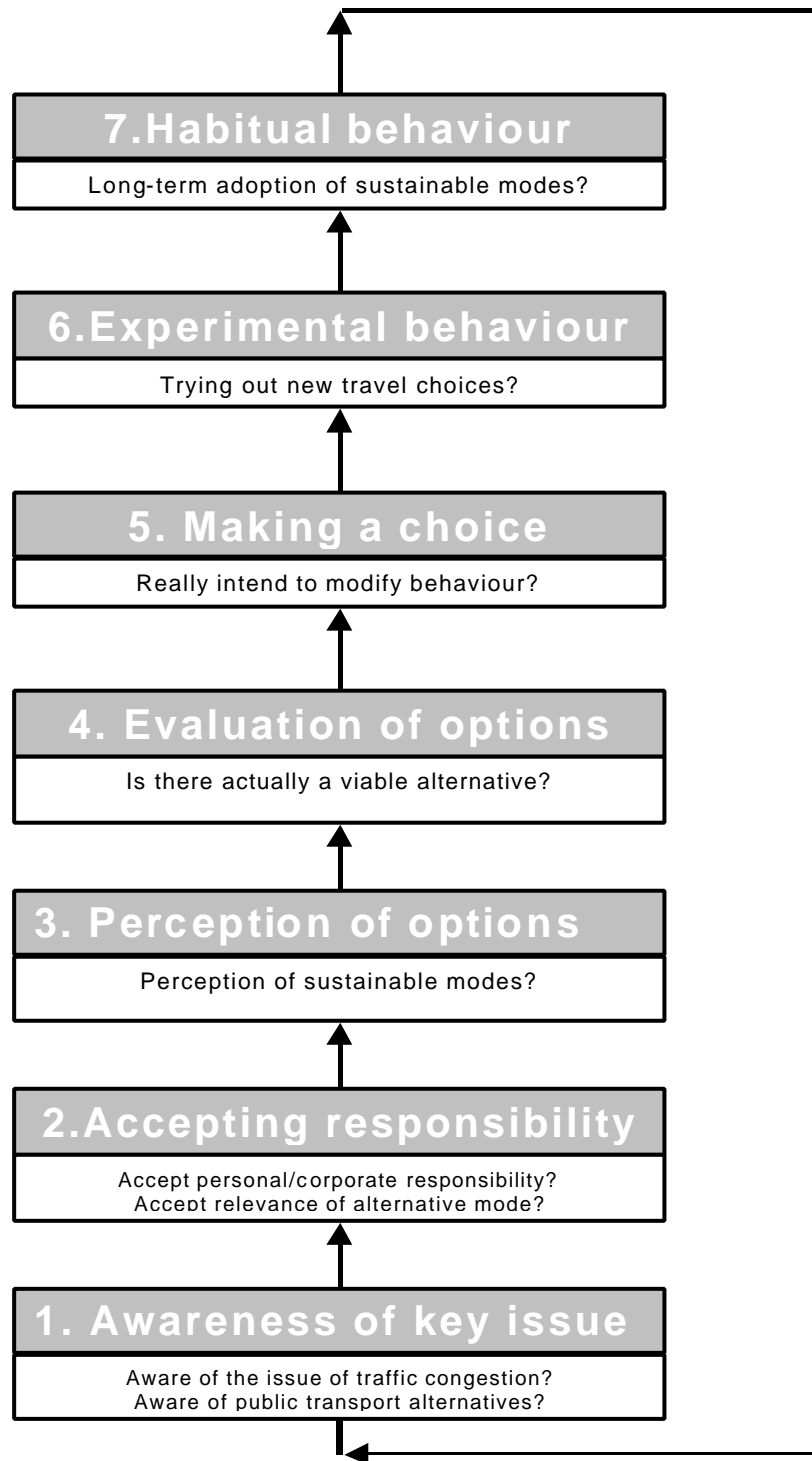 7.Habitual behaviour
Long-term adoption of sustainable modes?
6.Experimental behaviour
Trying out new travel choices?
5. Making a choice
Really intend to modify behaviour?
4. Evaluation of options
Is there actually a viable alternative?
3. Perception of options
Perception of sustainable modes?
2.Accepting responsibility
Accept personal/corporate responsibility?
Accept relevance of alternative mode?
1. Awareness of key issue
Aware of the issue of traffic congestion?
Aware of public transport alternatives?